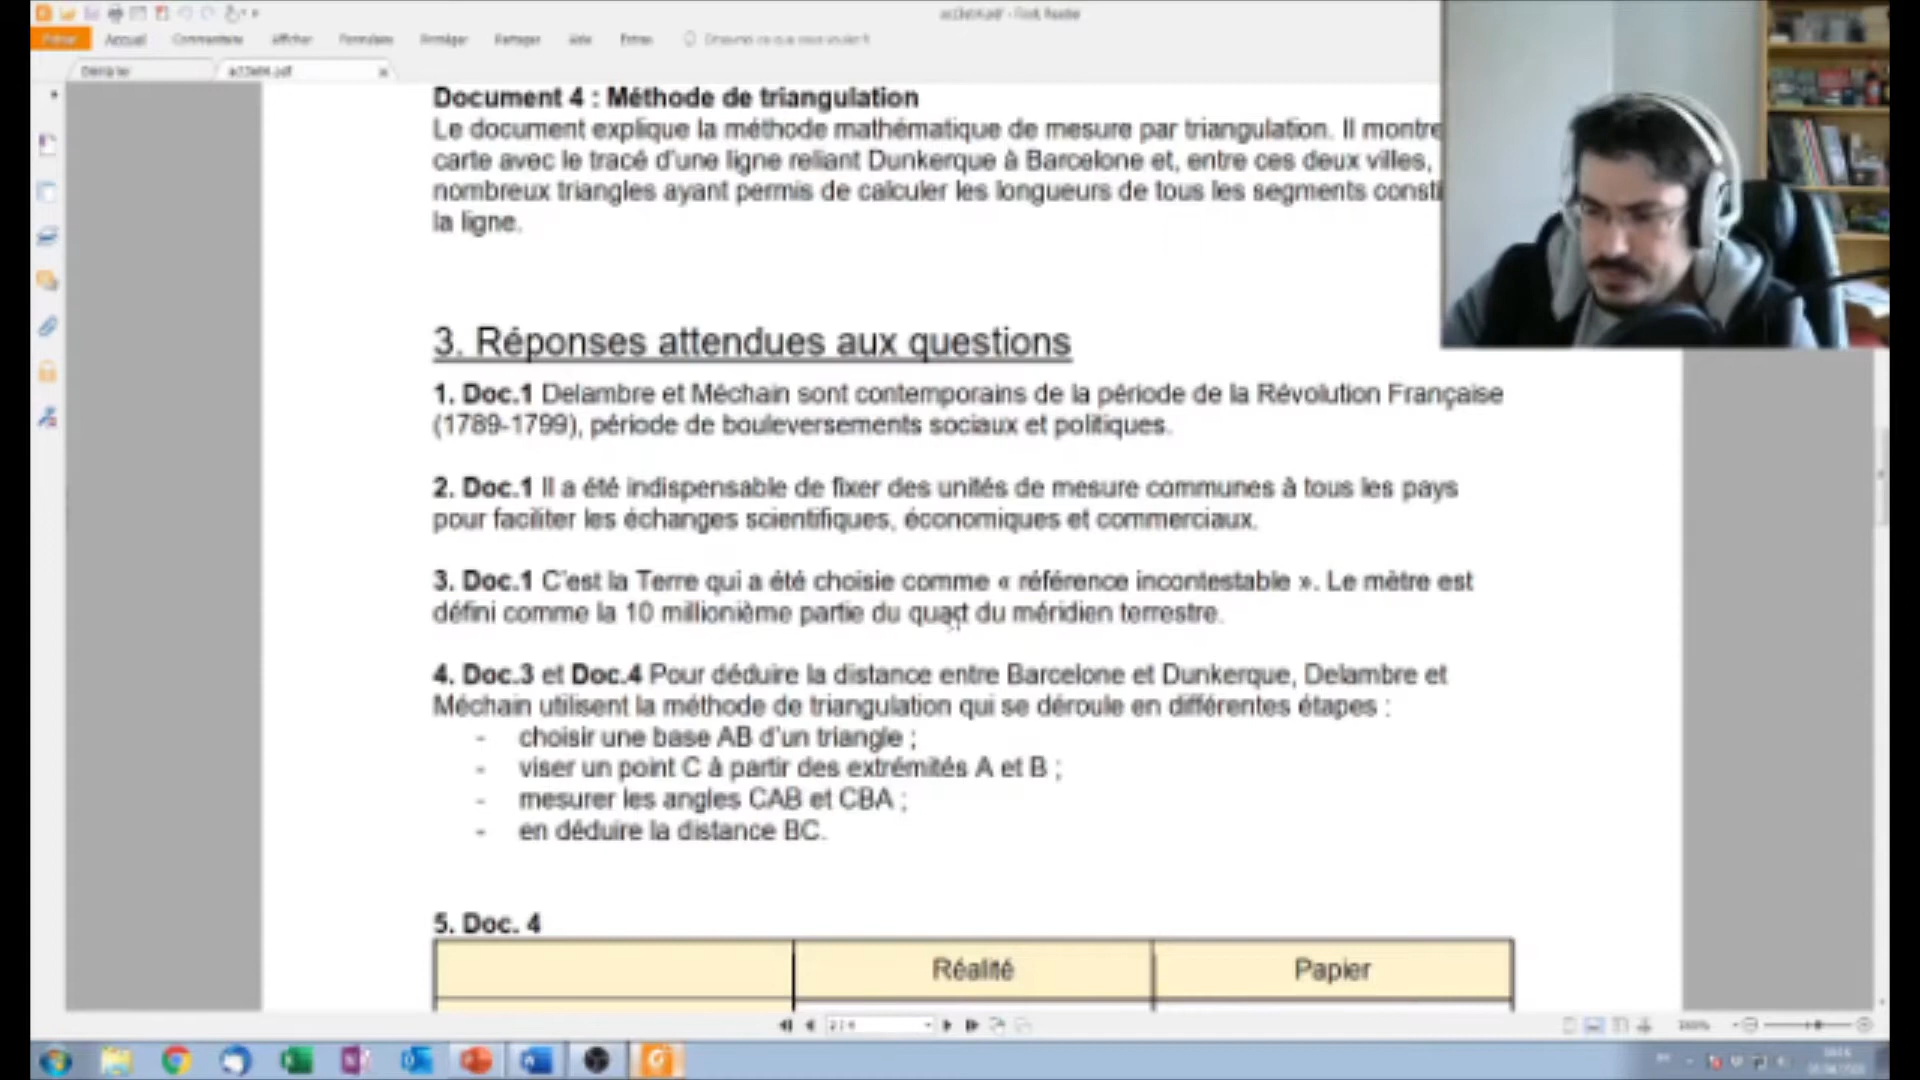 Accueil
Commentaire
Afficher
Formulaire
Protéger
Partager
Aide
Extras
Document 4 : Méthode de triangulation
Le document explique la méthode mathématique de mesure par triangulation. Il montre
carte avec le tracé d'une ligne reliant Dunkerque à Barcelone et, entre ces deux villes,
nombreux triangles ayant permis de calculer les longueurs de tous les segments consti
la ligne.
3. Réponses attendues aux questions
1. Doc.1 Delambre et Méchain sont contemporains de la période de la Révolution Française
(1789-1799), période de bouleversements sociaux et politiques.
2. Doc.1 Il a été indispensable de fixer des unités de mesure communes à tous les pays
pour faciliter les échanges scientifiques, économiques et commerciaux.
3. Doc.1 C'est la Terre qui a été choisie comme « référence incontestable ». Le mètre est
défini comme la 10 millionième partie du quart du méridien terrestre.
4. Doc.3 et Doc.4 Pour déduire la distance entre Barcelone et Dunkerque, Delambre et
Méchain utilisent la méthode de triangulation qui se déroule en différentes étapes :
- choisir une base AB d'un triangle ;
- viser un point C à partir des extrémités A et B ;
- mesurer les angles CAB et CBA ;
- en déduire la distance BC.
5. Doc. 4
Réalité
Papier